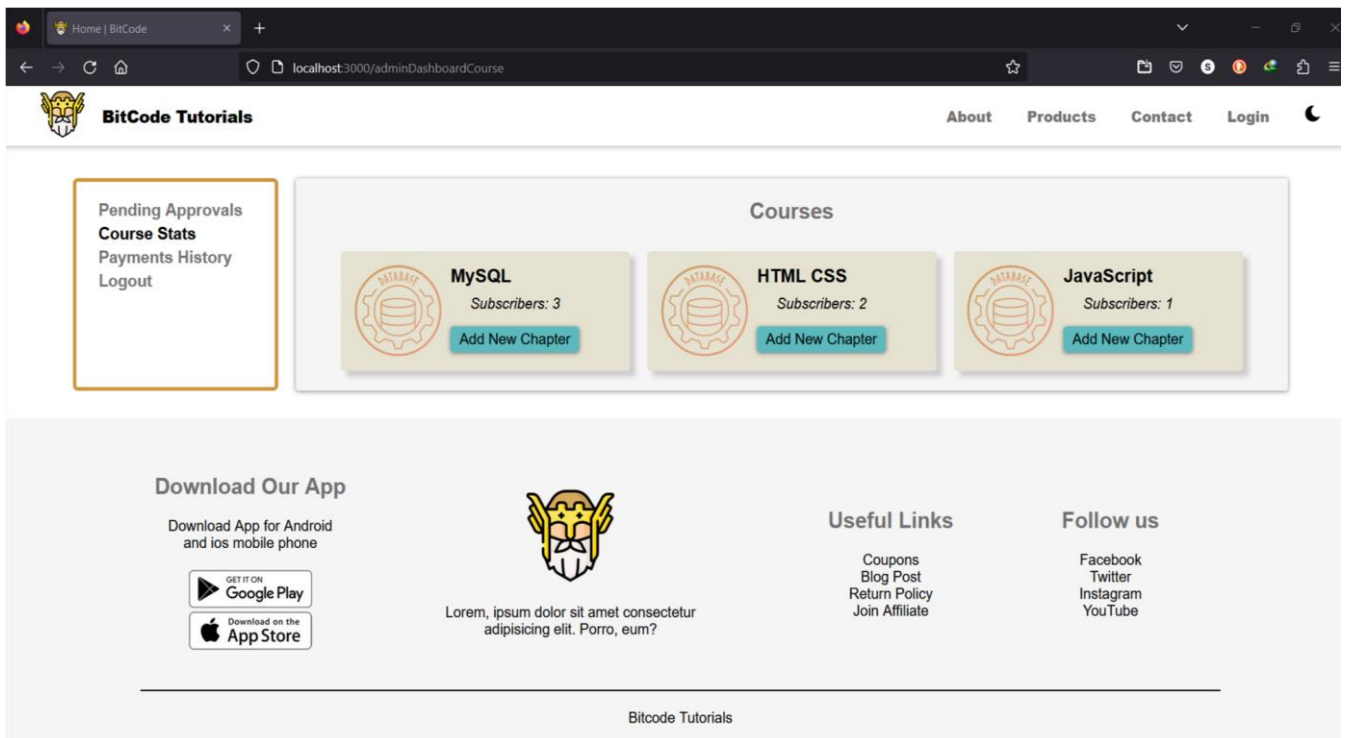 Home | BitCode
localhost:3000/adminDashboardCourse
S
BitCode Tutorials
About
Products
Contact
Login
Pending Approvals
Course Stats
Payments History
Logout
Courses
DATABASE
MySQL
Subscribers: 3
Add New Chapter
DATABASE
HTML CSS
Subscribers: 2
Add New Chapter
DATABASE
JavaScript
Subscribers: 1
Add New Chapter
Download Our App
Download App for Android
and ios mobile phone
GET IT ON
Google Play
Download on the
App Store
Lorem, ipsum dolor sit amet consectetur
adipisicing elit. Porro, eum?
Useful Links
Coupons
Blog Post
Return Policy
Join Affiliate
Follow us
Facebook
Twitter
Instagram
YouTube
Bitcode Tutorials